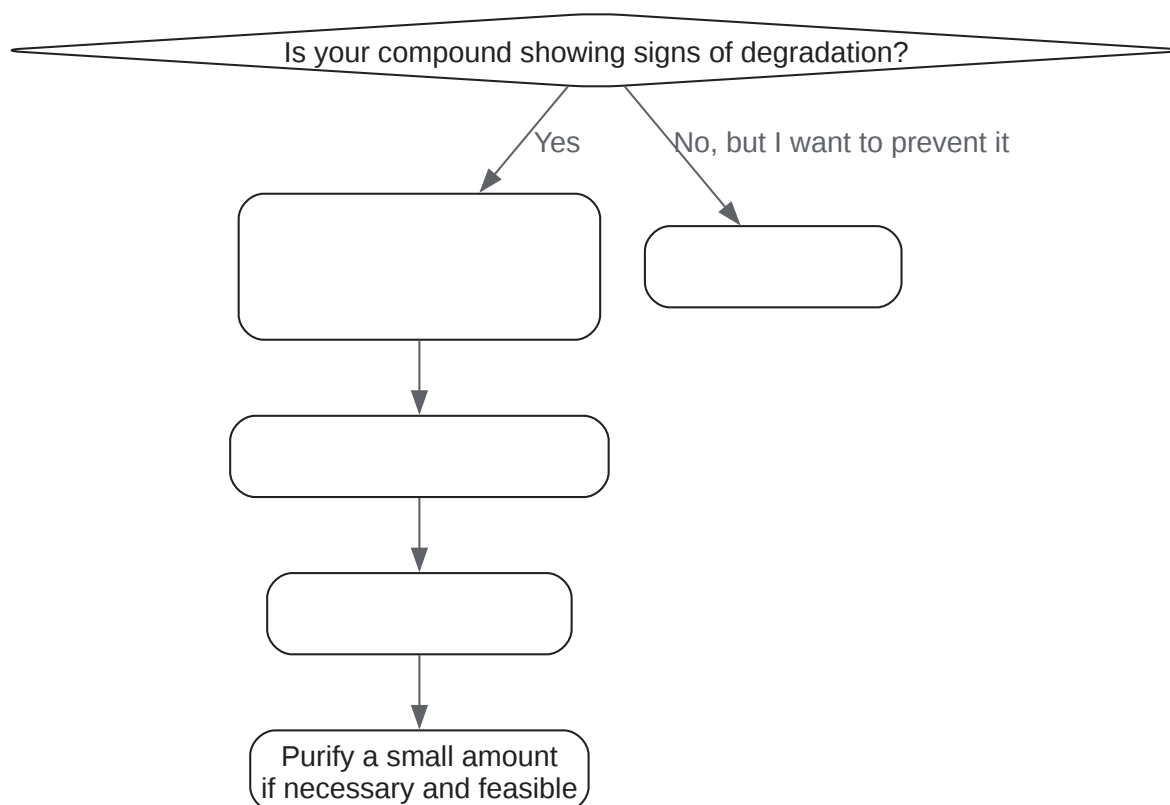 Is your compound showing signs of degradation?
Yes
No, but I want to prevent it
Purify a small amount
if necessary and feasible